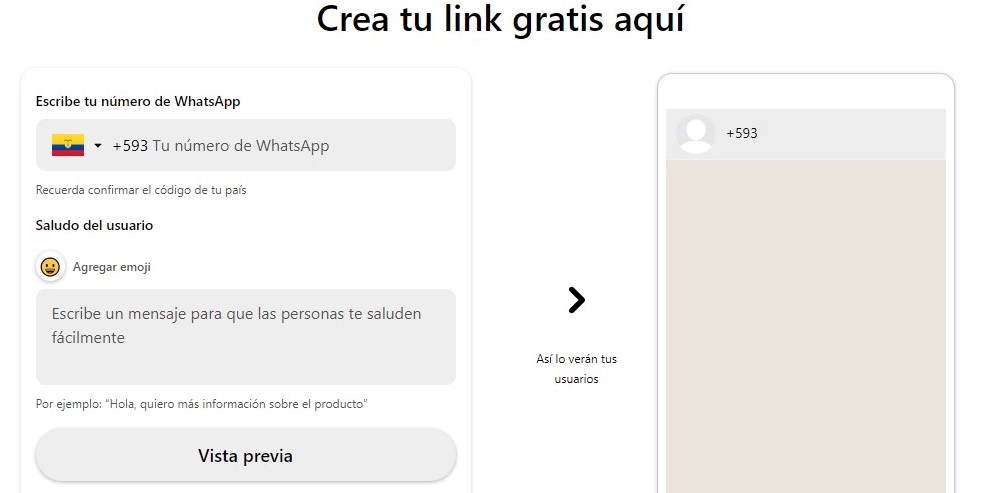 Crea tu link gratis aquí
Escribe tu número de WhatsApp
+593 Tu número de WhatsApp
Recuerda confirmar el código de tu país
Saludo del usuario
Agregar emoji
Escribe un mensaje para que las personas te saluden
fácilmente
Por ejemplo: “Hola, quiero más información sobre el producto”
Vista previa
Así lo verán tus
usuarios
+593